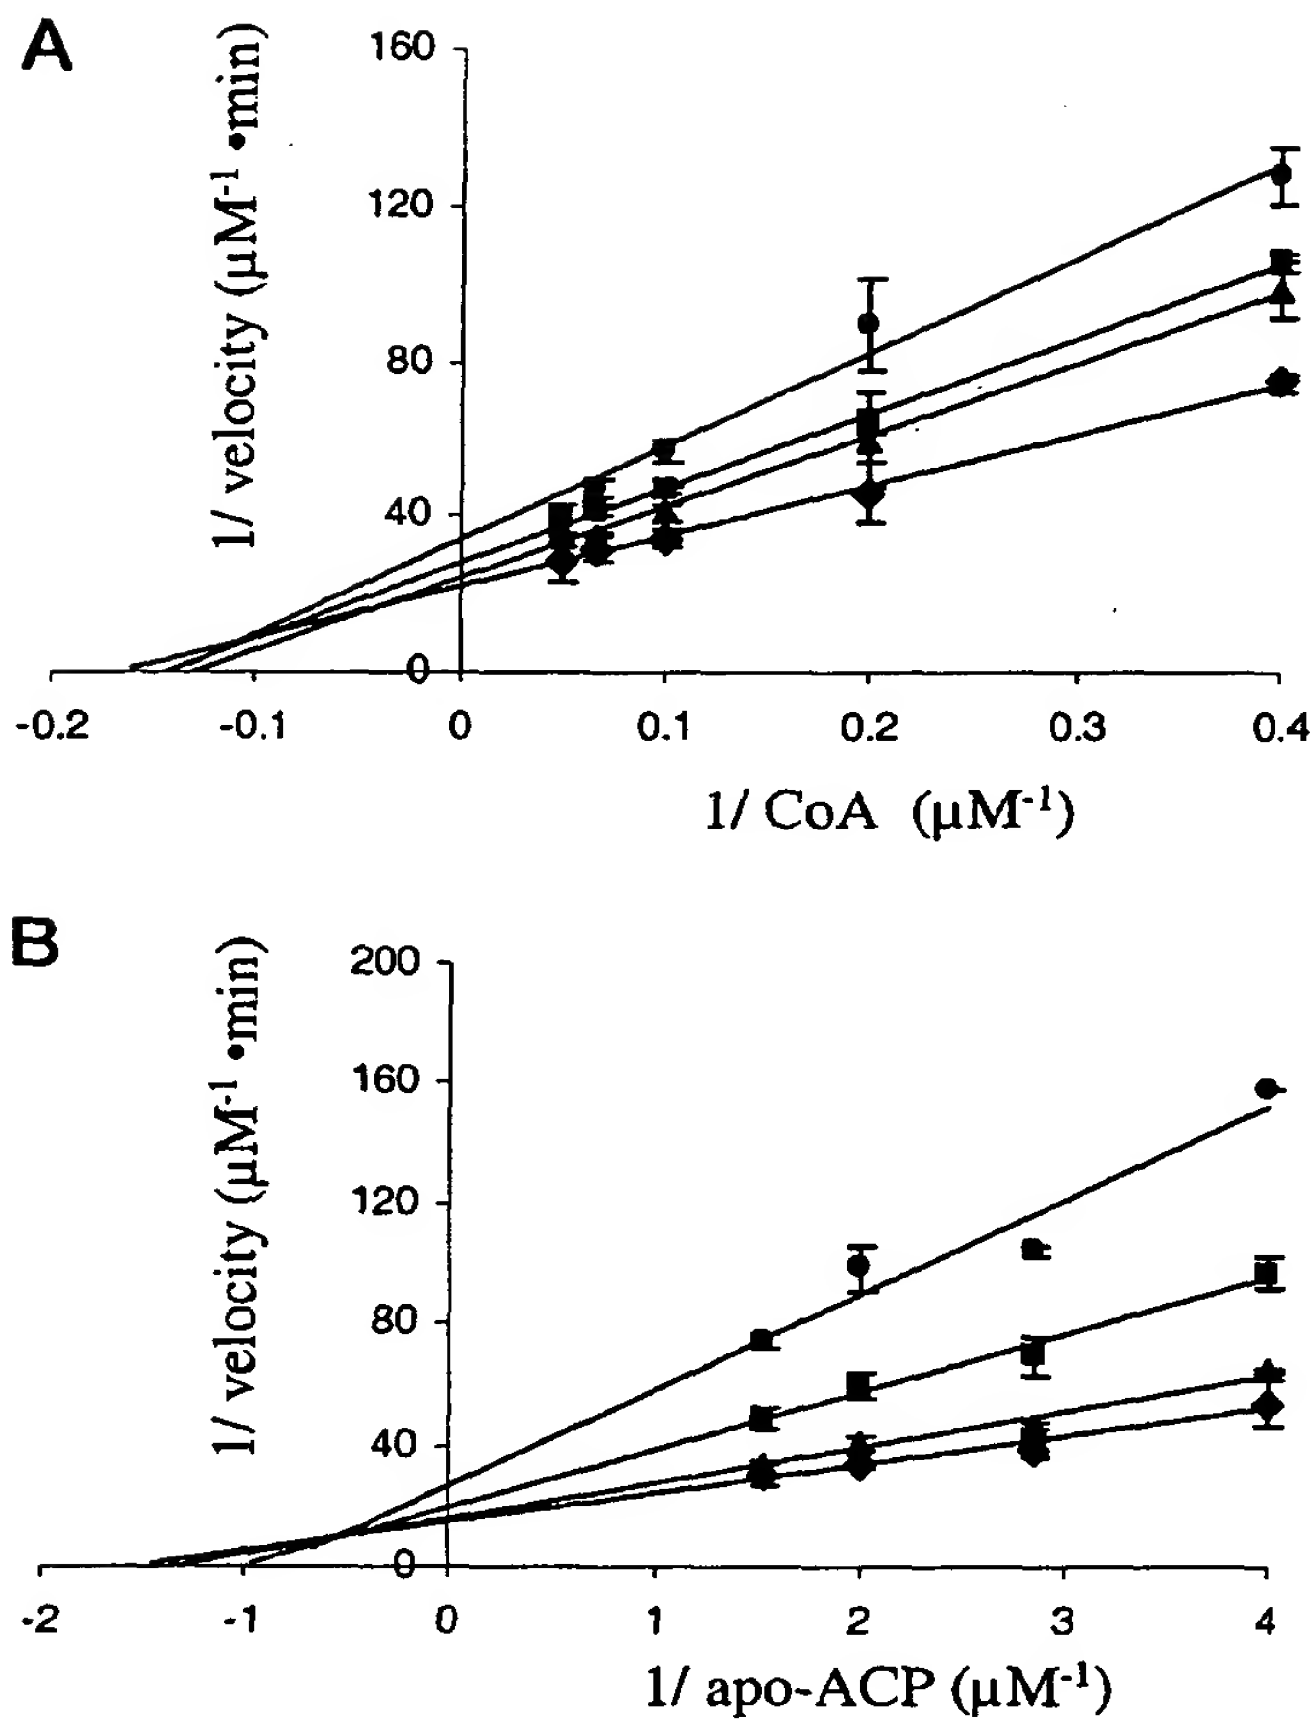 A
1/ velocity (µM⁻¹ •min)
160
120
80
40
0
-0.2 -0.1 0 0.1 0.2 0.3 0.4
1/ CoA (µM⁻¹)
B
1/ velocity (µM⁻¹ •min)
200
160
120
80
40
0
-2 -1 0 1 2 3 4
1/ apo-ACP (µM⁻¹)